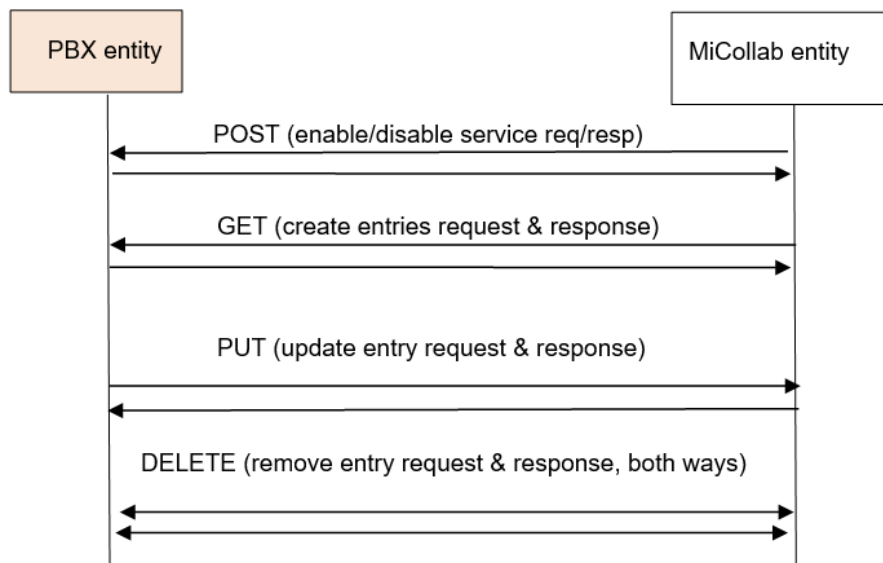 PBX entity
MiCollab entity
POST (enable/disable service req/resp)
GET (create entries request & response)
PUT (update entry request & response)
DELETE (remove entry request & response, both ways)